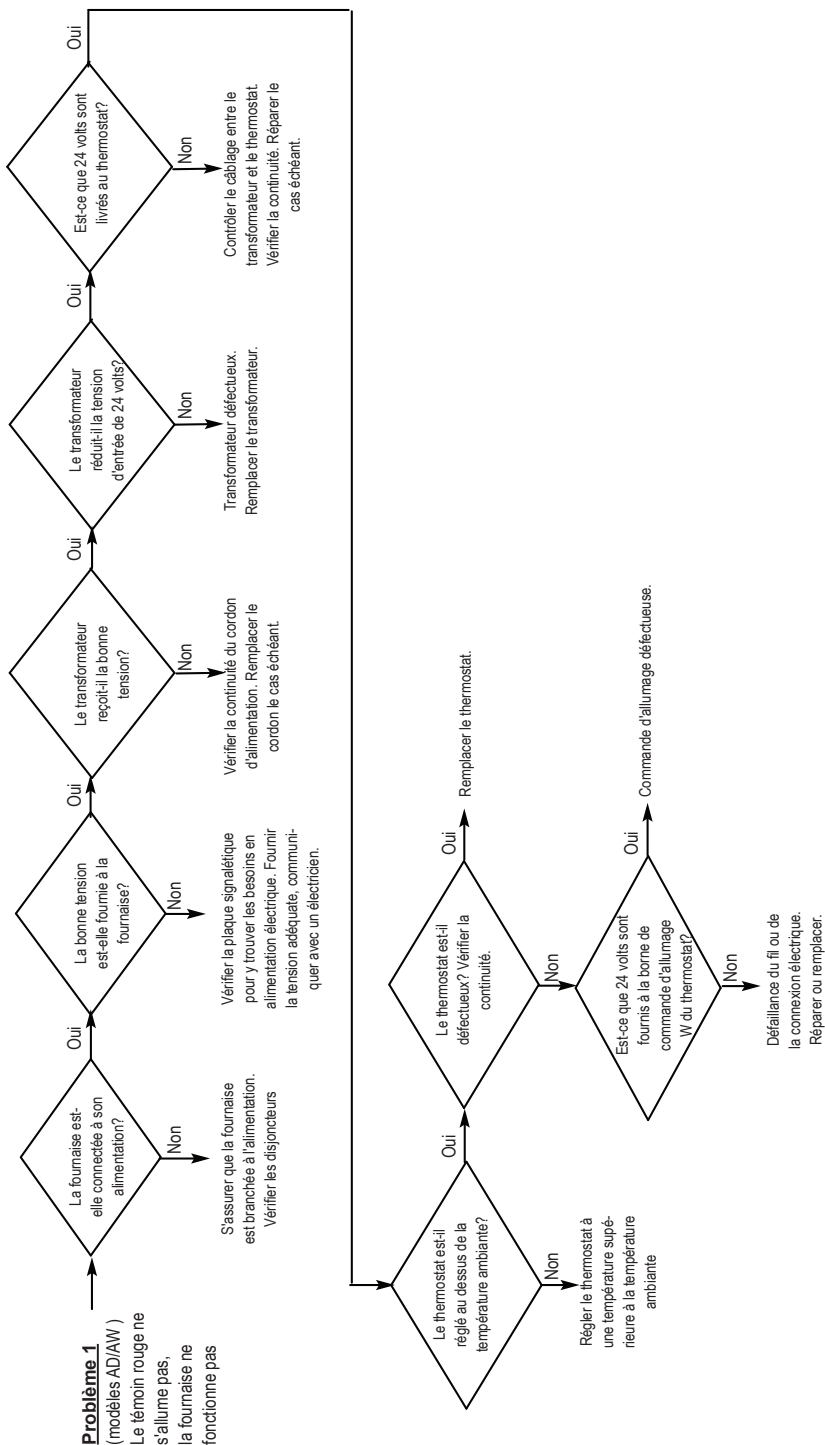 Problème 1
(modèles AD/AW )
Le témoin rouge ne
s'allume pas,
la fournaise ne
fonctionne pas
La fournaise est-
elle connectée à son
alimentation?
Oui
Non
S'assurer que la fournaise
est branchée à l'alimentation.
Vérifier les disjoncteurs
La bonne tension
est-elle fournie à la
fournaise?
Oui
Non
Vérifier la plaque signalétique
pour y trouver les besoins en
alimentation électrique. Fournir
la tension adéquate, communi-
quer avec un électricien.
Le transformateur
reçoit-il la bonne
tension?
Oui
Non
Vérifier la continuité du cordon
d'alimentation. Remplacer le
cordon le cas échéant.
Le transformateur
réduit-il la tension
d'entrée de 24 volts?
Oui
Non
Transformateur défectueux.
Remplacer le transformateur.
Est-ce que 24 volts sont
livrés au thermostat?
Oui
Non
Contrôler le câblage entre le
transformateur et le thermostat.
Vérifier la continuité. Réparer le
cas échéant.
Le thermostat est-il
réglé au dessus de la
température ambiante?
Oui
Non
Régler le thermostat à
une température supé-
rieure à la température
ambiante
Le thermostat est-il
défectueux? Vérifier la
continuité.
Oui
Remplacer le thermostat.
Non
Est-ce que 24 volts sont
fournis à la borne de
commande d'allumage
W du thermostat?
Oui
Commande d'allumage défectueuse.
Non
Défaillance du fil ou de
la connexion électrique.
Réparer ou remplacer.